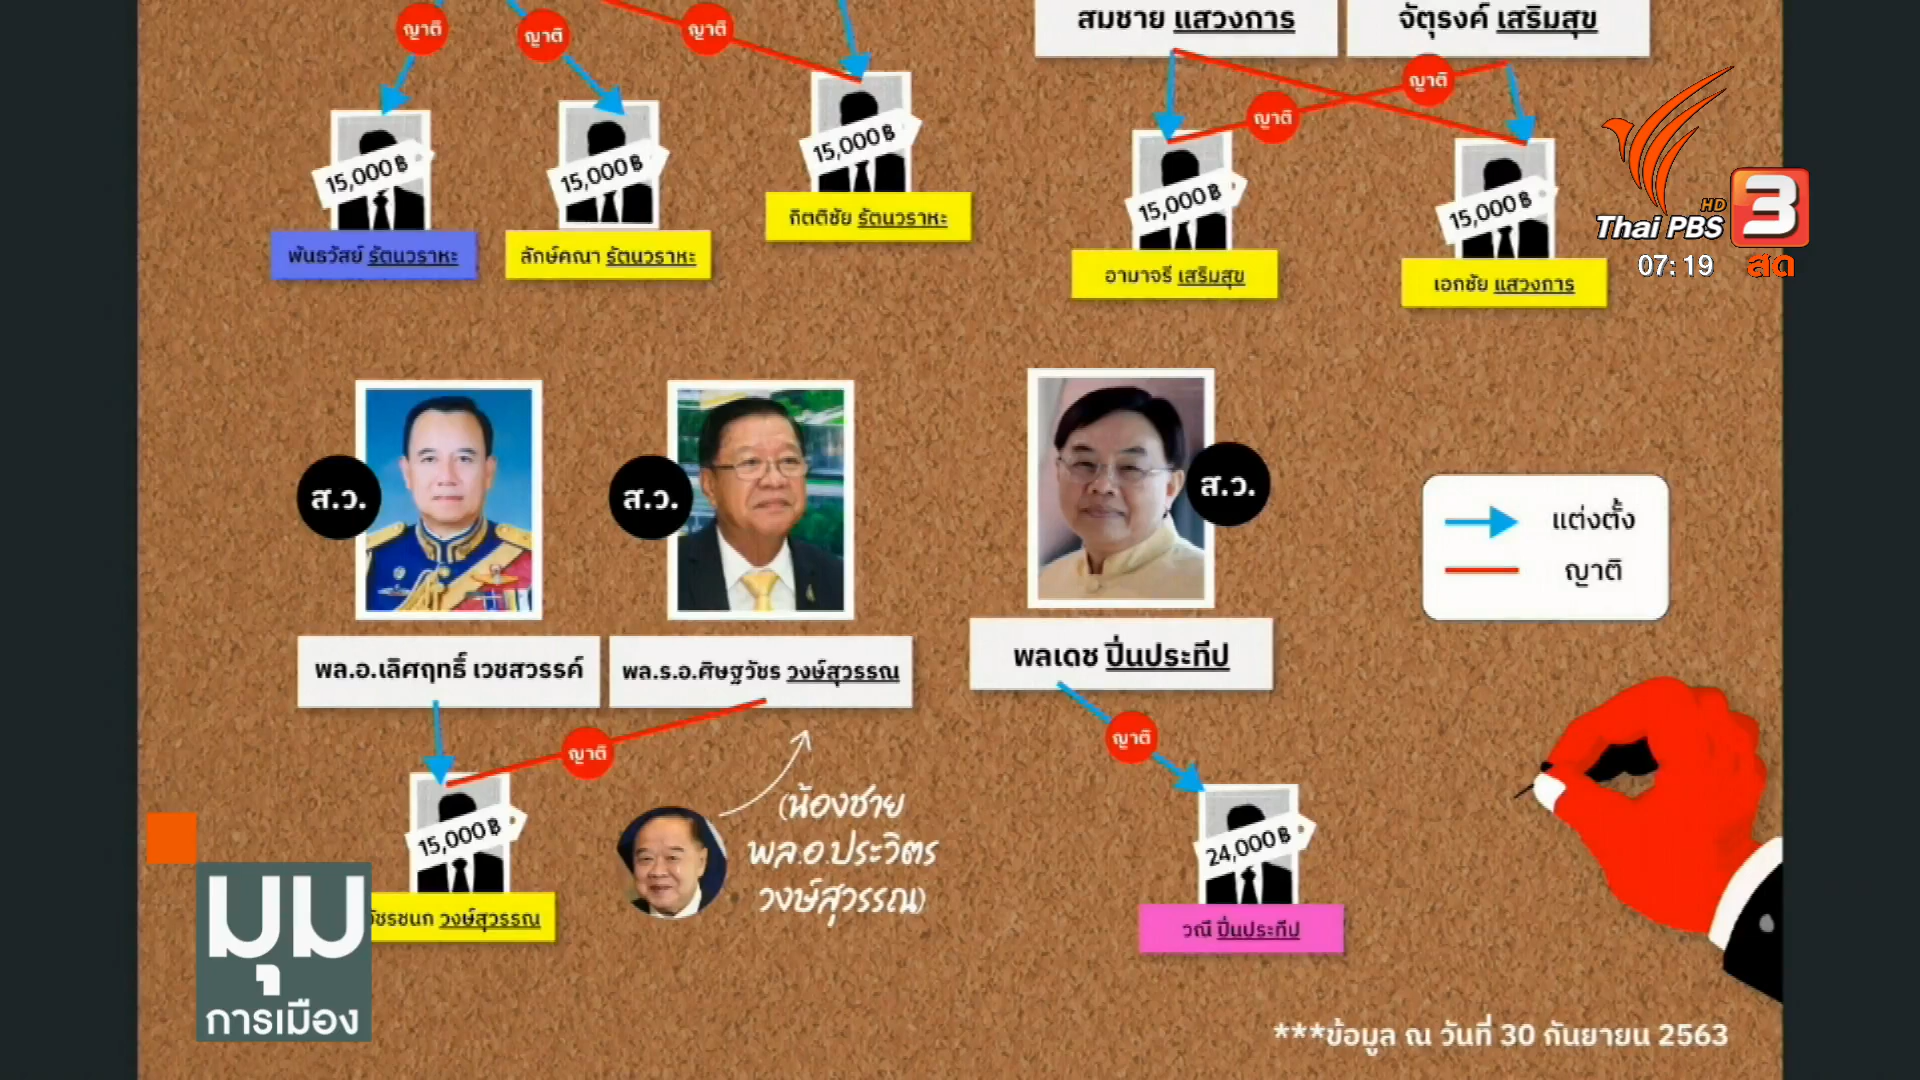 ญาติ
ญาติ
ญาติ
สมชาย แสวงการ
จัตุรงค์ เสริมสุข
ญาติ
ญาติ
15,000฿
15,000฿
15,000฿
15,000฿
15,000฿
พันธวัสย์ รัตนวราหะ
ลักษ์คณา รัตนวราหะ
กิตติชัย รัตนวราหะ
อามาจรี เสริมสุข
เอกชัย แสวงการ
Thai PBS HD 3
07:19 สด
ส.ว.
ส.ว.
ส.ว.
แต่งตั้ง
ญาติ
พล.อ.เลิศฤทธิ์ เวชสวรรค์
พล.ร.อ.ศิษฐวัชร วงษ์สุวรรณ
พลเดช ปิ่นประทีป
ญาติ
ญาติ
15,000฿
(น้องชาย
พล.อ.ประวิตร
วงษ์สุวรรณ)
24,000฿
วัชรชนก วงษ์สุวรรณ
วณี ปิ่นประทีป
มุม
การเมือง
***ข้อมูล ณ วันที่ 30 กันยายน 2563